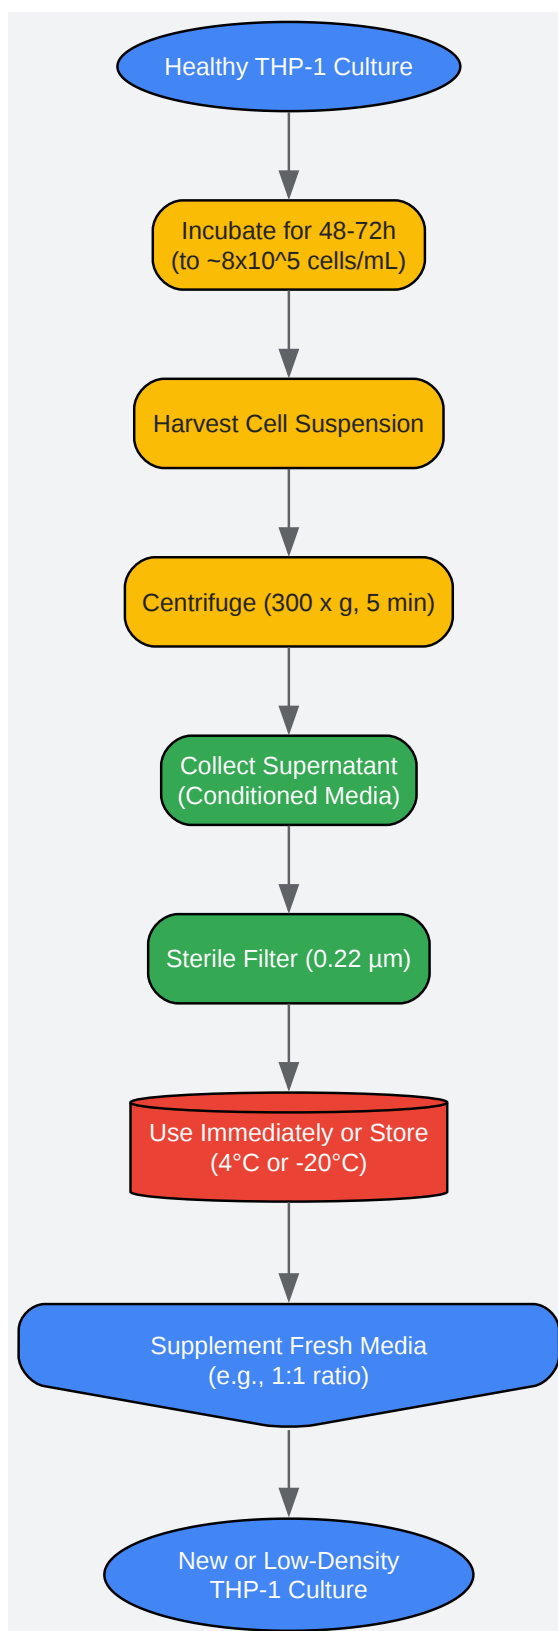 Healthy THP-1 Culture
Incubate for 48-72h
(to ~8x10^5 cells/mL)
Harvest Cell Suspension
Centrifuge (300 x g, 5 min)
Collect Supernatant
(Conditioned Media)
Sterile Filter (0.22 µm)
Use Immediately or Store
(4°C or -20°C)
Supplement Fresh Media
(e.g., 1:1 ratio)
New or Low-Density
THP-1 Culture